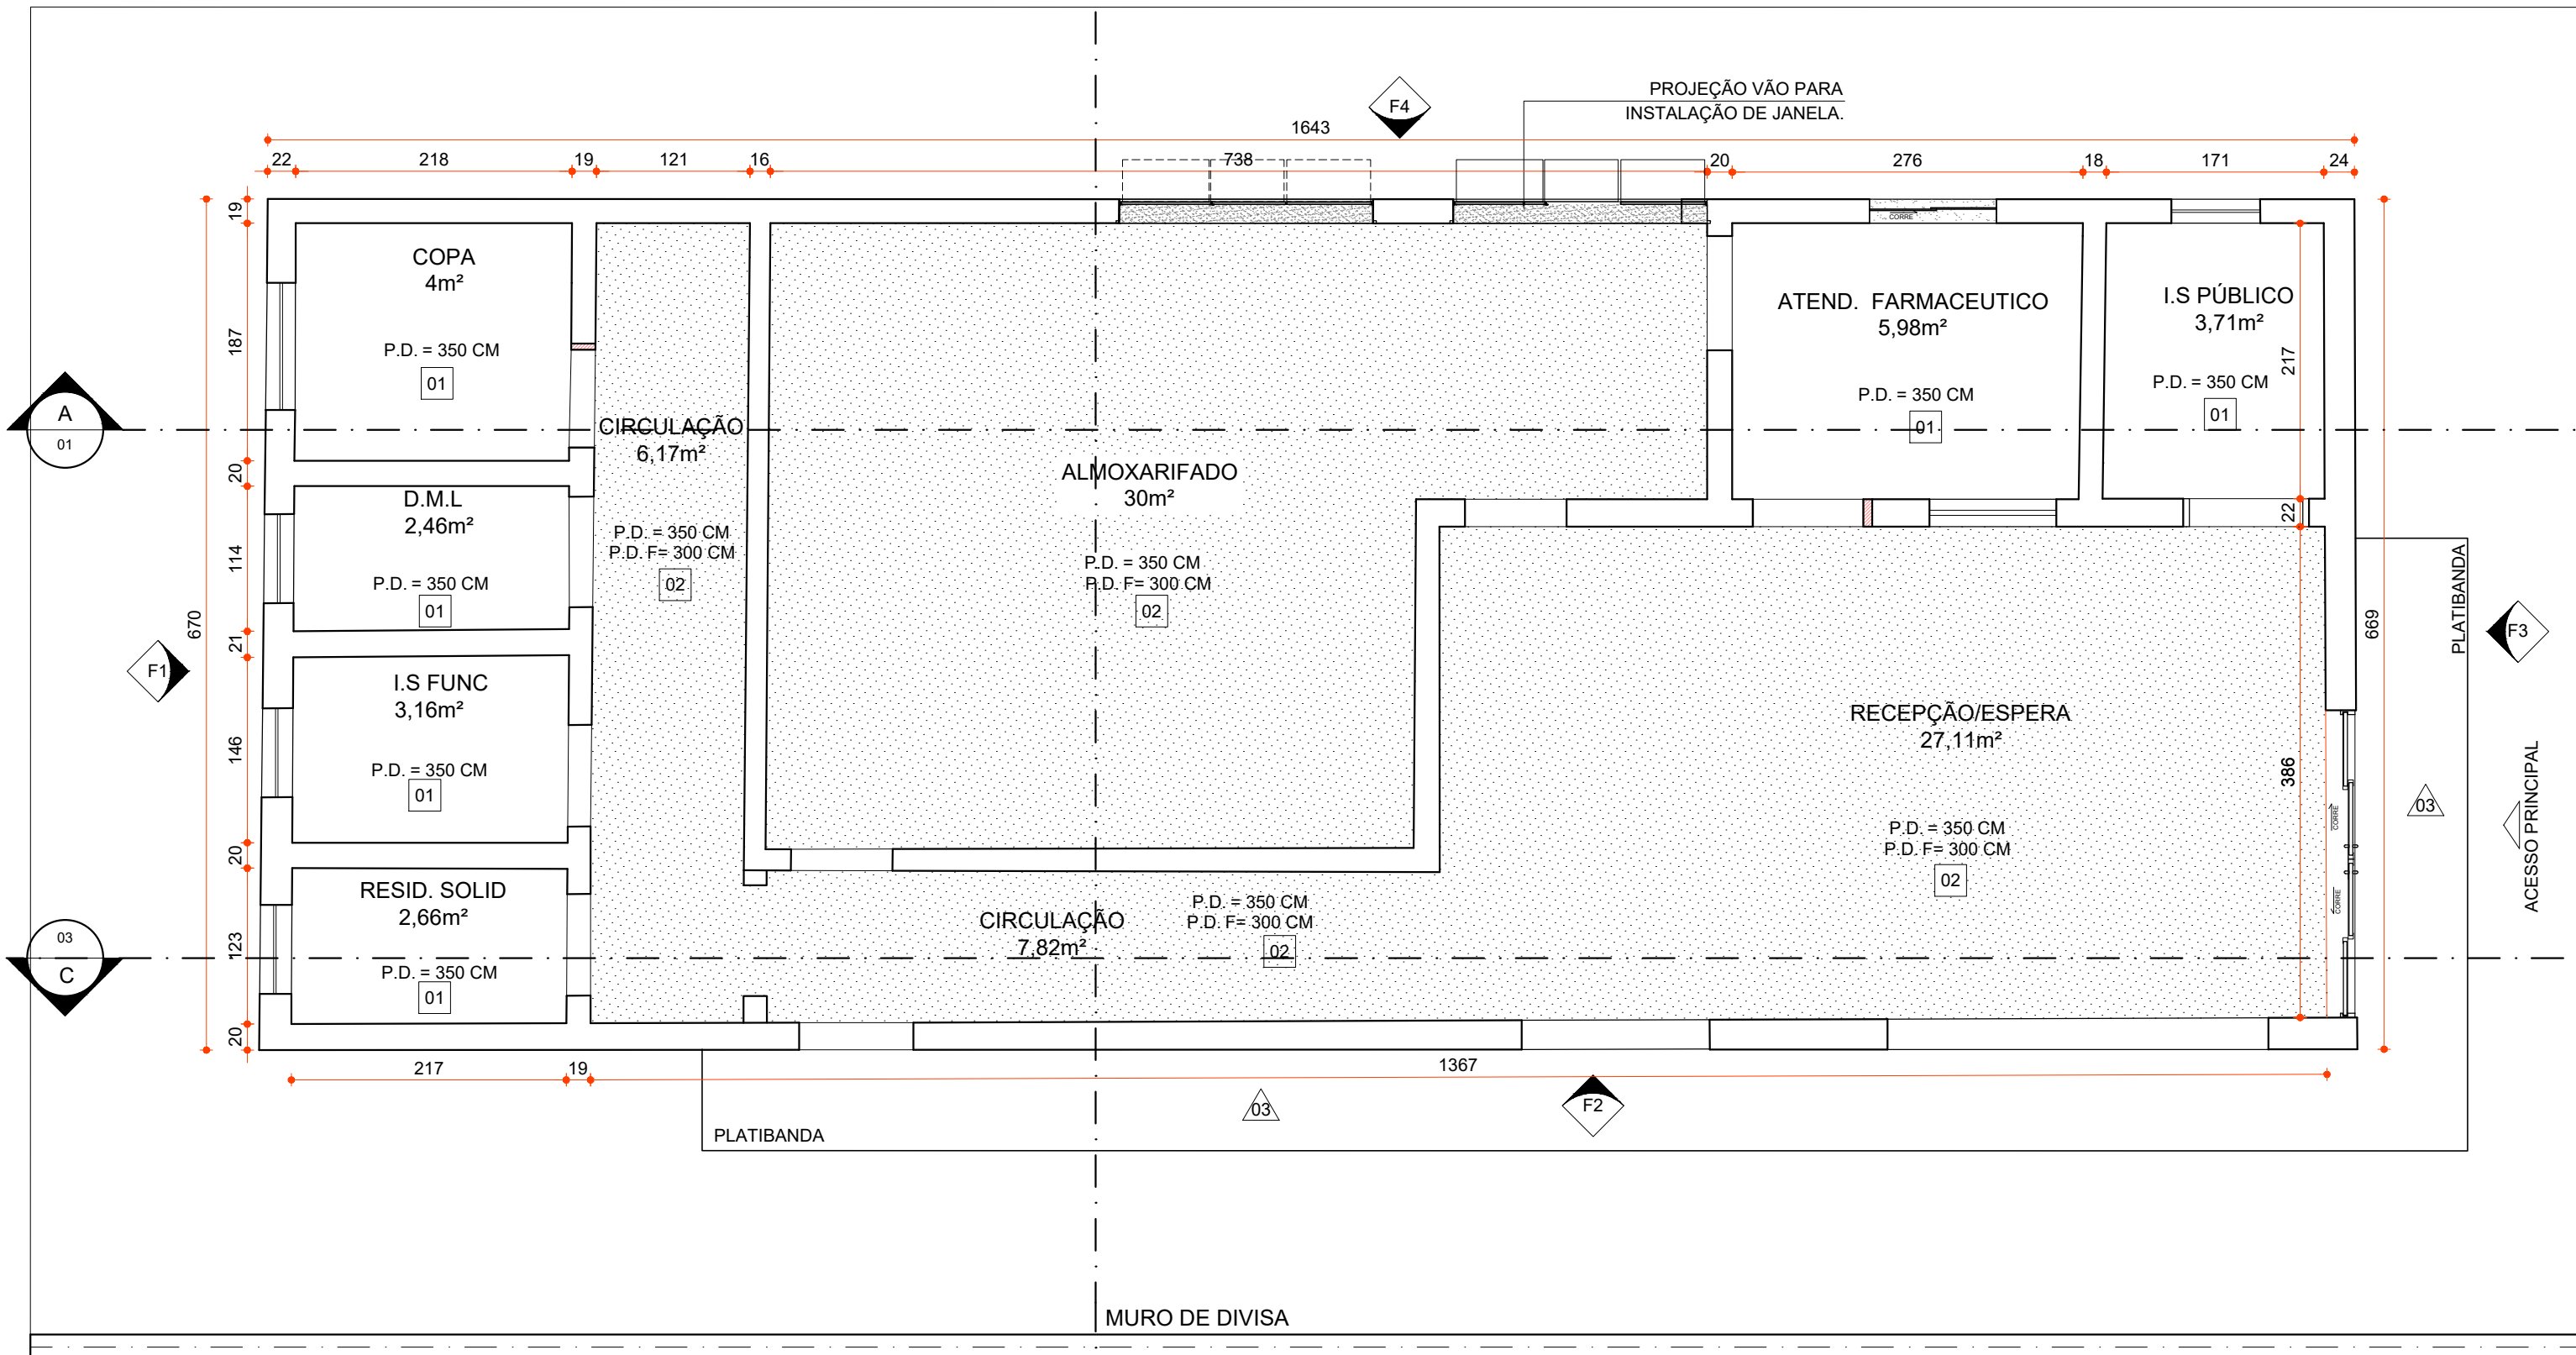 PROJEÇÃO VÃO PARA
INSTALAÇÃO DE JANELA.
F4
1643
22
218
19
121
16
738
20
276
18
171
24
19
187
20
114
21
146
20
123
20
670
COPA
4m²
P.D. = 350 CM
01
D.M.L
2,46m²
P.D. = 350 CM
01
I.S FUNC
3,16m²
P.D. = 350 CM
01
RESID. SOLID
2,66m²
P.D. = 350 CM
01
CIRCULAÇÃO
6,17m²
P.D. = 350 CM
P.D. F= 300 CM
02
ALMOXARIFADO
30m²
P.D. = 350 CM
P.D. F= 300 CM
02
CORRE
ATEND. FARMACEUTICO
5,98m²
P.D. = 350 CM
01
I.S PÚBLICO
3,71m²
P.D. = 350 CM
01
217
22
386
669
RECEPÇÃO/ESPERA
27,11m²
P.D. = 350 CM
P.D. F= 300 CM
02
CORRE
CORRE
CIRCULAÇÃO
7,82m²
P.D. = 350 CM
P.D. F= 300 CM
02
A
01
F1
03
C
PLATIBANDA
F3
03
ACESSO PRINCIPAL
217
19
1367
03
F2
PLATIBANDA
MURO DE DIVISA